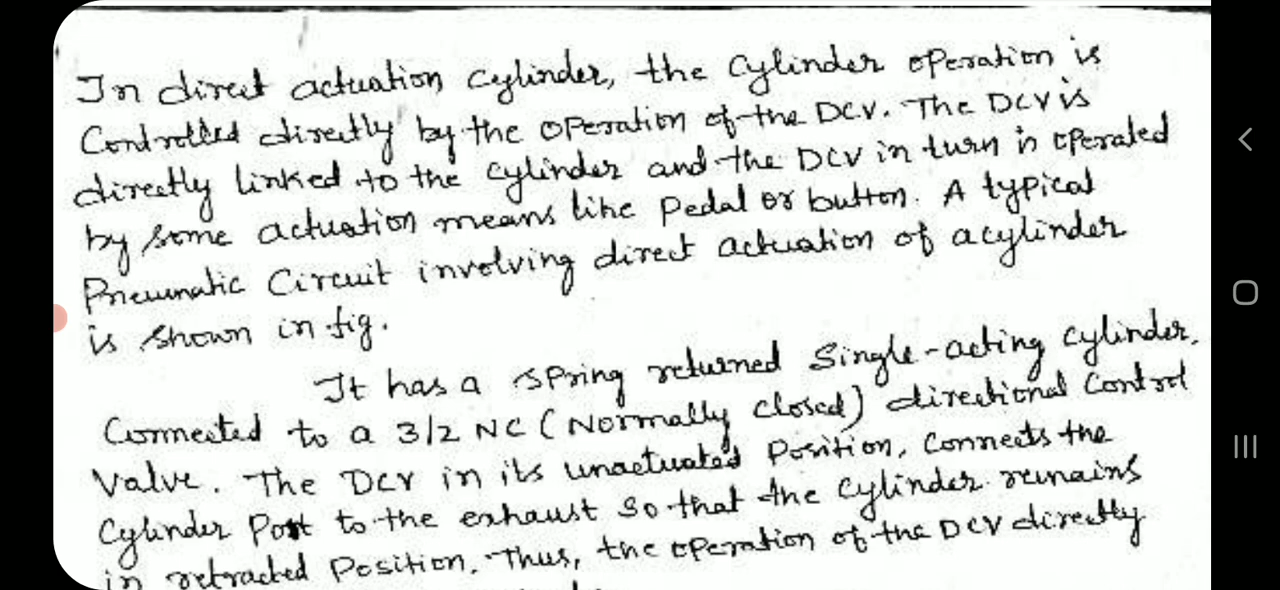 In direct actuation cylinder, the cylinder operation is
Controlled directly by the operation of the DCV. The DCV is
directly linked to the cylinder and the DCV in turn is operated
by some actuation means like Pedal or button. A typical
Pneumatic Circuit involving direct actuation of a cylinder
is shown in fig.
It has a spring returned Single-acting cylinder,
Connected to a 3/2 NC (Normally closed) directional Control
Valve. The DCV in its unactuated Position, connects the
Cylinder Port to the exhaust so that the cylinder remains
in retracted Position. Thus, the operation of the DCV directly